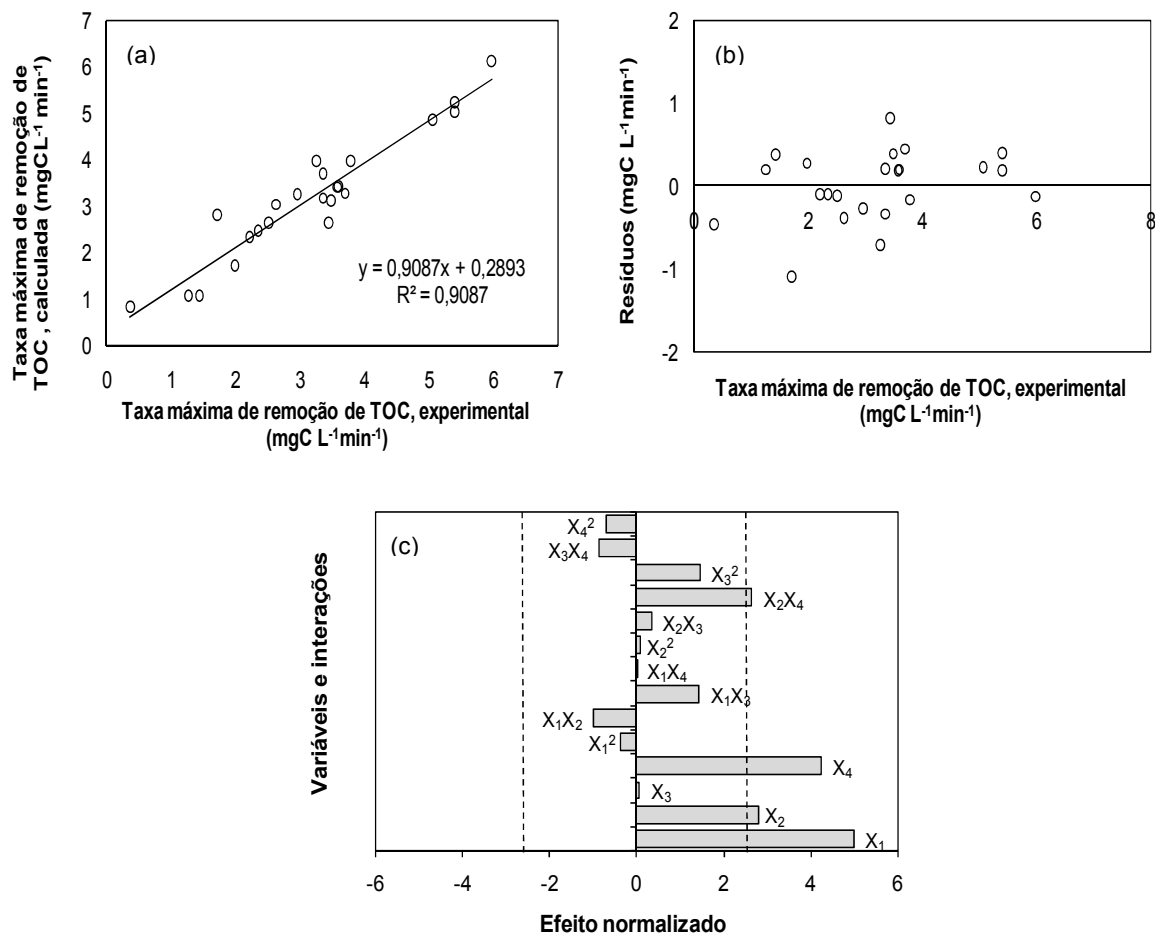 (a)
Taxa máxima de remoção de
TOC , calculada (mgCL⁻¹ min⁻¹)
7
6
5
4
3
2
1
0
y = 0,9087x + 0,2893
R² = 0,9087
0 1 2 3 4 5 6 7
Taxa máxima de remoção de TOC, experimental
(mgC L⁻¹min⁻¹)
(b)
Resíduos (mgC L⁻¹min⁻¹)
2
1
0
-1
-2
0 2 4 6 8
Taxa máxima de remoção de TOC, experimental
(mgC L⁻¹min⁻¹)
(c)
Variáveis e interações
X₄²
X₃X₄
X₃²
X₂X₄
X₂X₃
X₂²
X₁X₄
X₁X₃
X₁X₂
X₁²
X₄
X₃
X₂
X₁
-6 -4 -2 0 2 4 6
Efeito normalizado